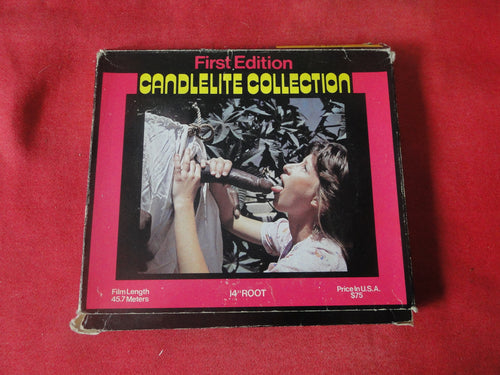 First Edition
CANDLELITE COLLECTION
Film Length
45.7 Meters
14" ROOT
Price In U.S.A.
$75